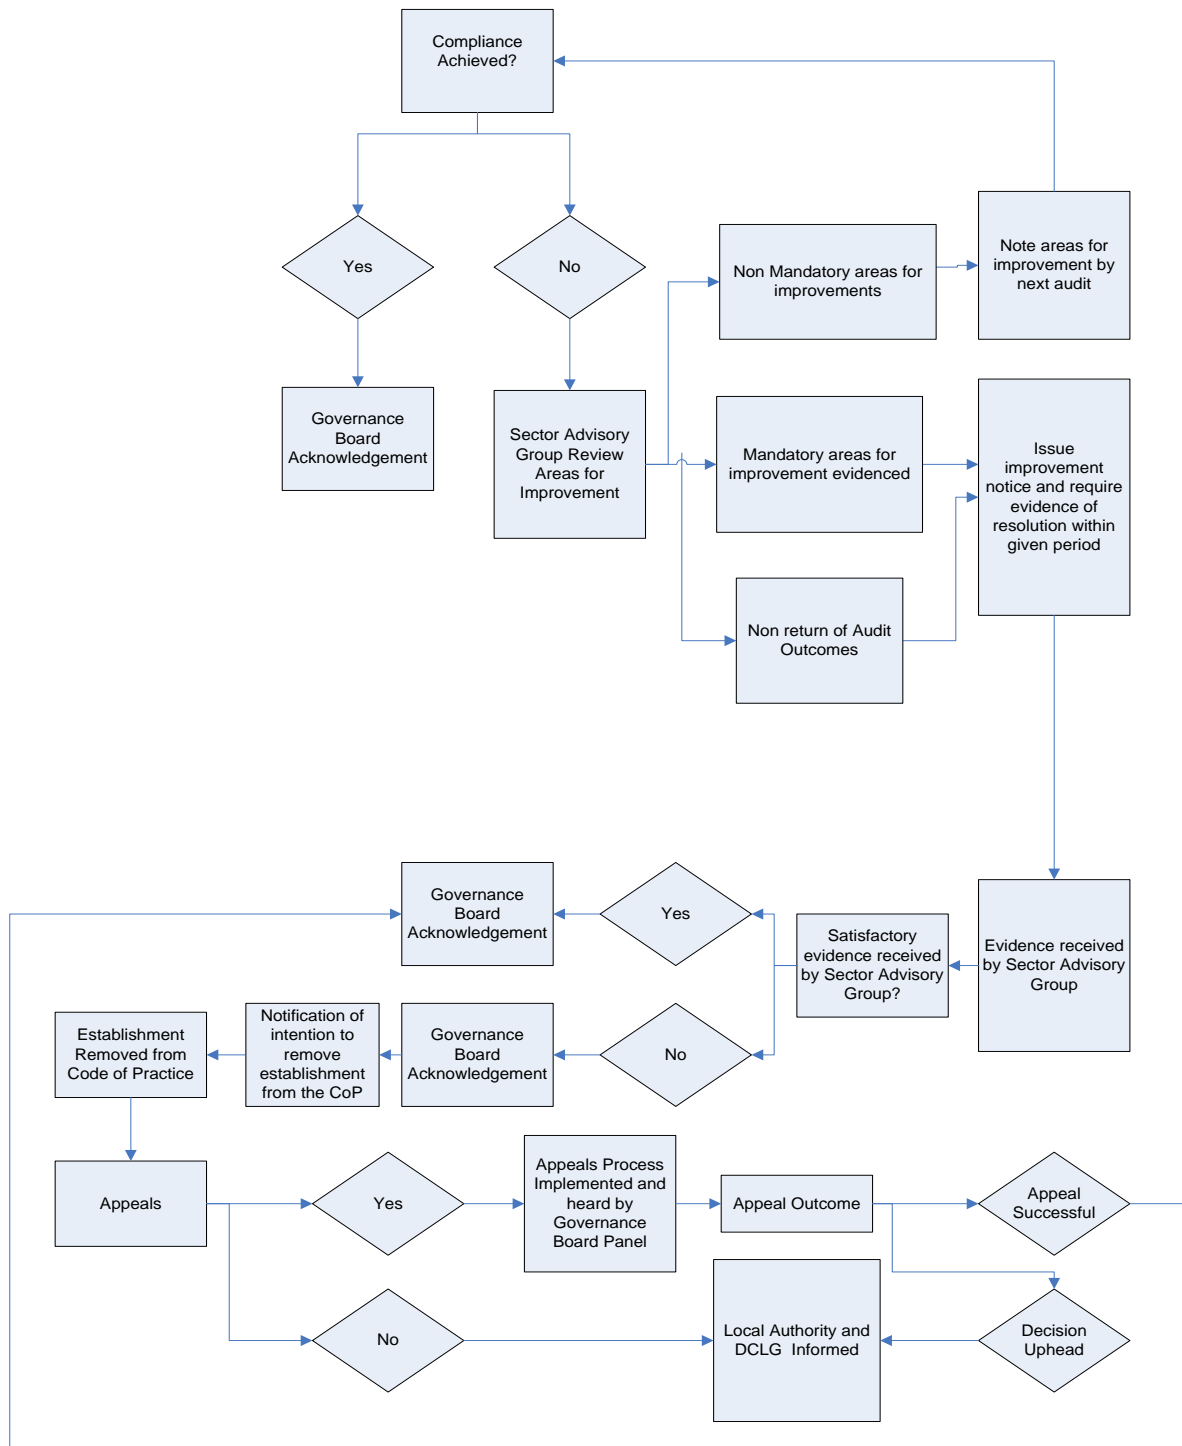 Compliance
Achieved?
Yes
No
Non Mandatory areas for
improvements
Note areas for
improvement by
next audit
Governance
Board
Acknowledgement
Sector Advisory
Group Review
Areas for
Improvement
Mandatory areas for
improvement evidenced
Issue
improvement
notice and require
evidence of
resolution within
given period
Non return of Audit
Outcomes
Governance
Board
Acknowledgement
Yes
Satisfactory
evidence received
by Sector Advisory
Group?
Evidence received
by Sector Advisory
Group
Establishment
Removed from
Code of Practice
Notification of
intention to
remove
establishment
from the CoP
Governance
Board
Acknowledgement
No
Appeals
Yes
Appeals Process
Implemented and
heard by
Governance
Board Panel
Appeal Outcome
Appeal
Successful
No
Local Authority and
DCLG  Informed
Decision
Uphead